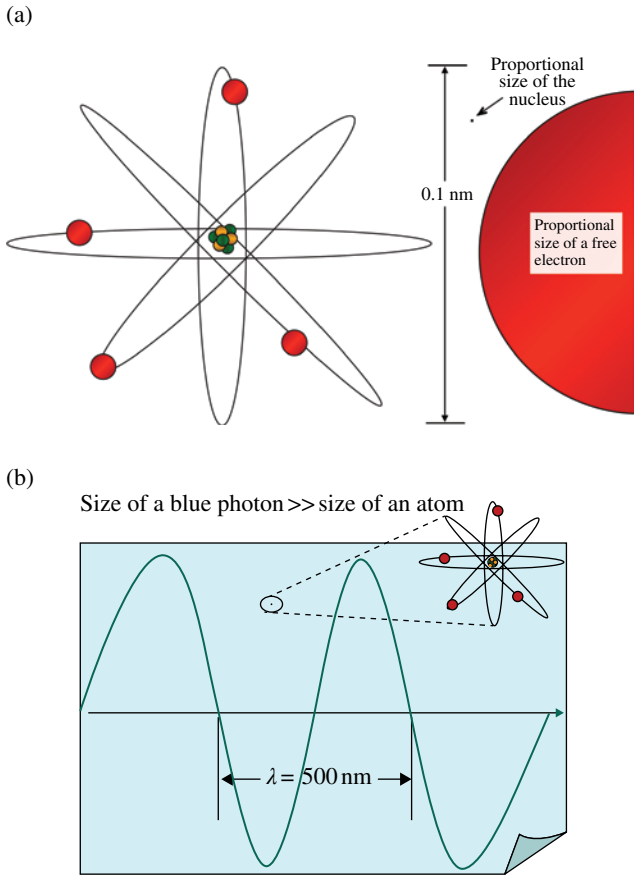 (a)
Proportional
size of the
nucleus
0.1 nm
Proportional
size of a free
electron
(b)
Size of a blue photon >> size of an atom
λ = 500 nm